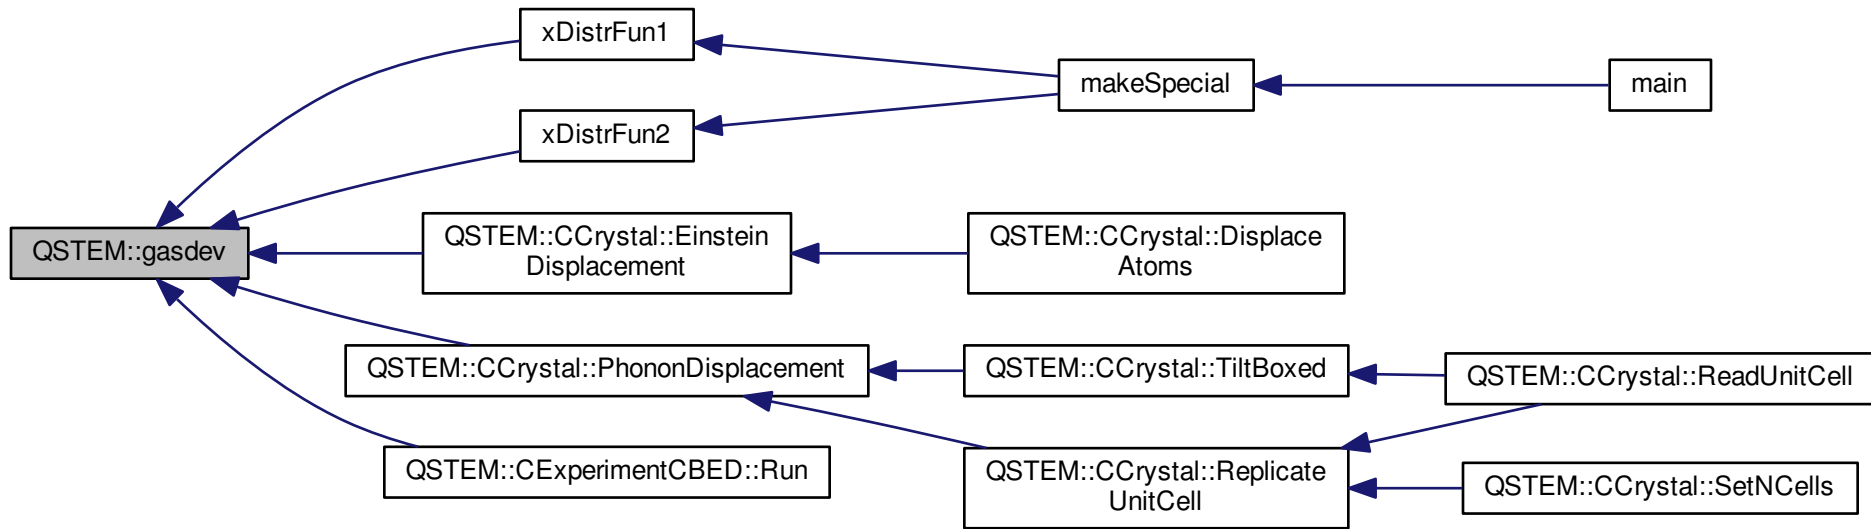 xDistrFun1
makeSpecial
main
xDistrFun2
QSTEM::gasdev
QSTEM::CCrystal::Einstein
Displacement
QSTEM::CCrystal::Displace
Atoms
QSTEM::CCrystal::PhononDisplacement
QSTEM::CCrystal::TiltBoxed
QSTEM::CCrystal::ReadUnitCell
QSTEM::CExperimentCBED::Run
QSTEM::CCrystal::Replicate
UnitCell
QSTEM::CCrystal::SetNCells